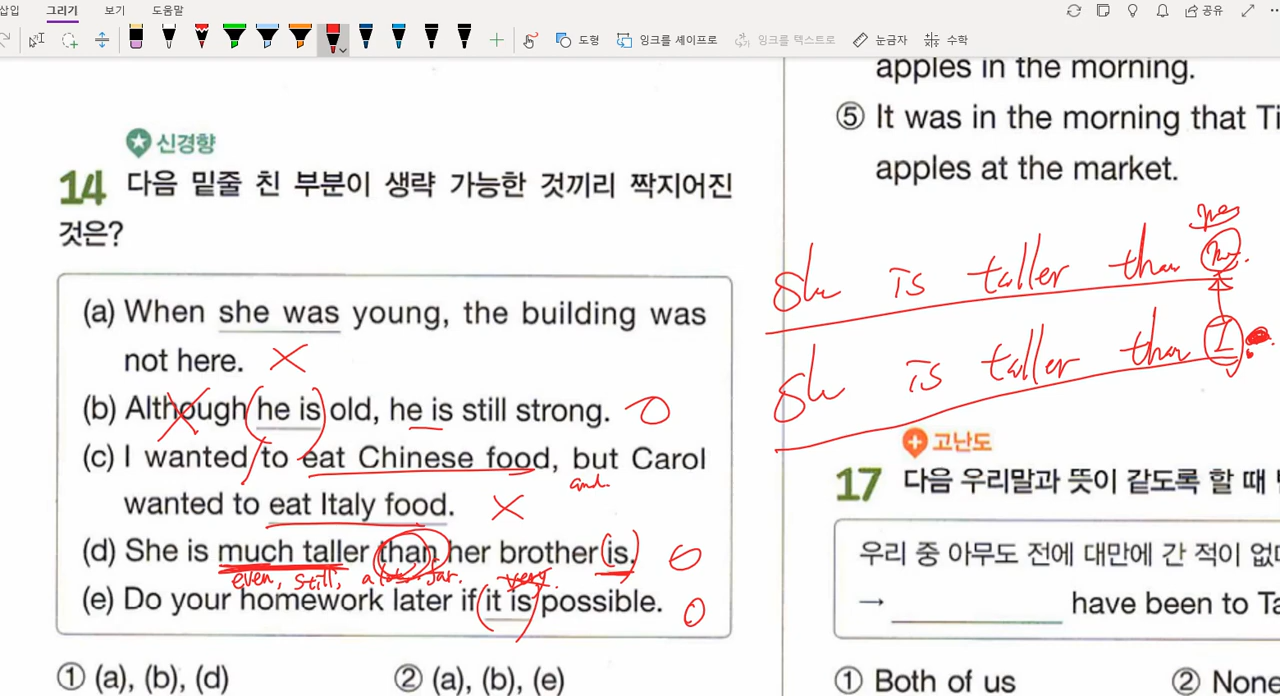 삽입 그리기 보기 도움말
공유
도형 잉크를 셰이프로 잉크를 텍스트로 눈금자 수학
신경향
14 다음 밑줄 친 부분이 생략 가능한 것끼리 짝지어진
것은?
(a) When she was young, the building was
not here. X
(b) Although he is old, he is still strong. O
(c) I wanted to eat Chinese food, but Carol
and
wanted to eat Italy food. X
(d) She is much taller than her brother is. O
even, still, a lot, far. very
(e) Do your homework later if it is possible. O
① (a), (b), (d) ② (a), (b), (e)
apples in the morning.
⑤ It was in the morning that Ti
apples at the market.
She is taller than me.
She is taller than I.
고난도
17 다음 우리말과 뜻이 같도록 할 때
우리 중 아무도 전에 대만에 간 적이 없다
→ have been to Ta
① Both of us ② None